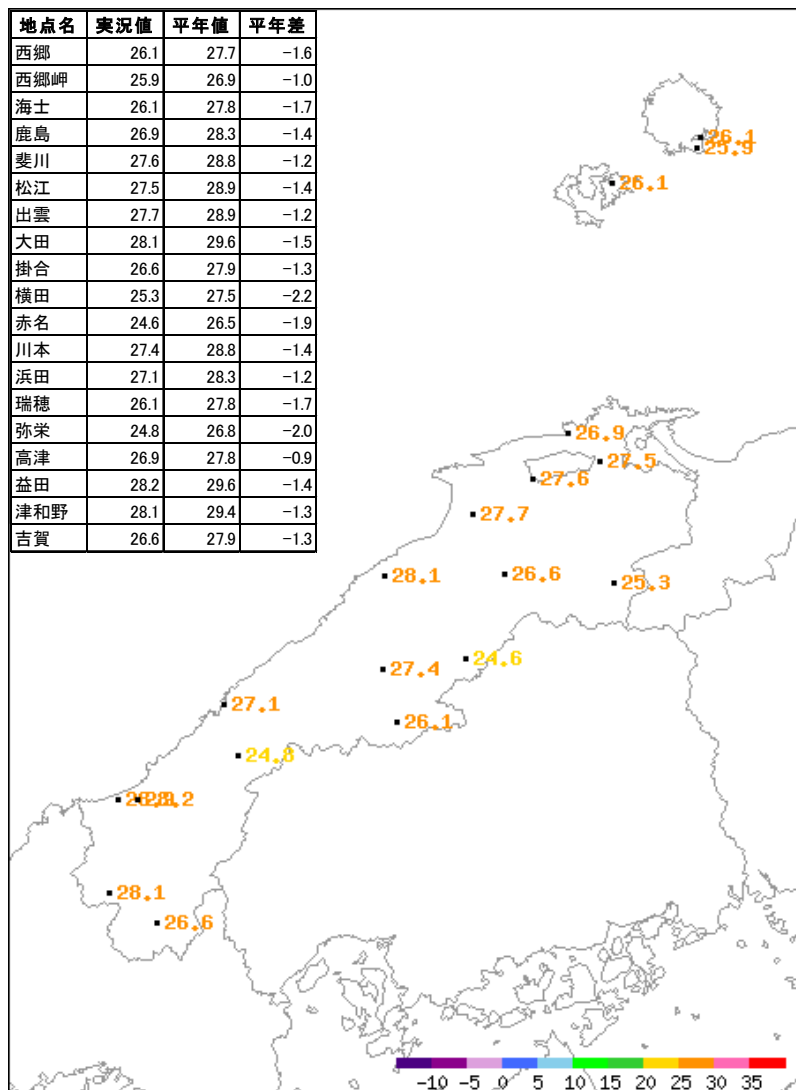 地点名 実況値 平年値 平年差
西郷 26.1 27.7 −1.6
西郷岬 25.9 26.9 −1.0
海士 26.1 27.8 −1.7
鹿島 26.9 28.3 −1.4
斐川 27.6 28.8 −1.2
松江 27.5 28.9 −1.4
出雲 27.7 28.9 −1.2
大田 28.1 29.6 −1.5
掛合 26.6 27.9 −1.3
横田 25.3 27.5 −2.2
赤名 24.6 26.5 −1.9
川本 27.4 28.8 −1.4
浜田 27.1 28.3 −1.2
瑞穂 26.1 27.8 −1.7
弥栄 24.8 26.8 −2.0
高津 26.9 27.8 −0.9
益田 28.2 29.6 −1.4
津和野 28.1 29.4 −1.3
吉賀 26.6 27.9 −1.3
26.1
25.9
26.1
26.9
27.5
27.6
27.7
28.1 26.6 25.3
24.6
27.4
27.1
26.1
24.8
28.2
28.1
26.6
−10 −5 0 5 10 15 20 25 30 35